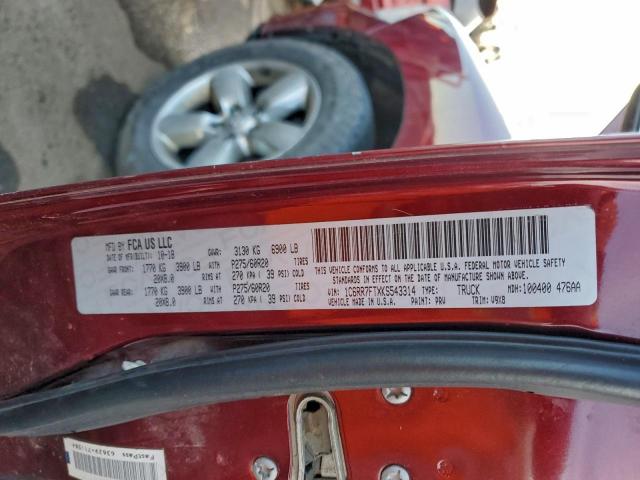 MFD BY FCA US LLC
DATE OF MFR(BUILT): 10-18 GVWR: 3130 KG 6900 LB
GAWR FRONT: 1770 KG 3900 LB WITH P275/60R20 TIRES
20X8.0 RIMS AT 270 KPA( 39 PSI) COLD
GAWR REAR: 1770 KG 3900 LB WITH P275/60R20 TIRES
20X8.0 RIMS AT 270 KPA( 39 PSI) COLD
THIS VEHICLE CONFORMS TO ALL APPLICABLE U.S.A. FEDERAL MOTOR VEHICLE SAFETY
STANDARDS IN EFFECT ON THE DATE OF MANUFACTURE SHOWN ABOVE.
VIN: 1C6RR7FTXKS543314 TYPE: TRUCK MDH: 100400 476AA
VEHICLE MADE IN U.S.A. PAINT: PRV TRIM: V9X8
FastPass